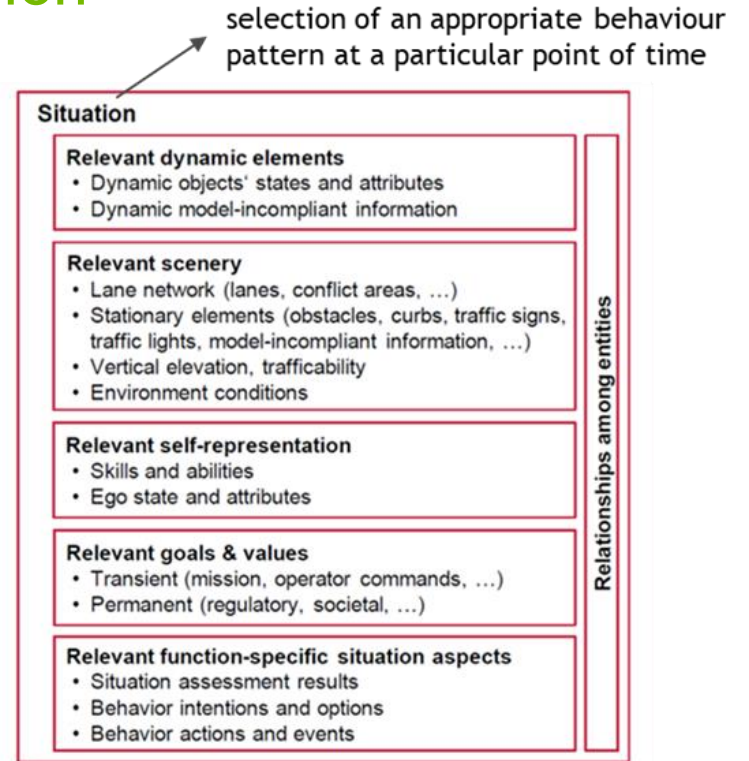 selection of an appropriate behaviour
pattern at a particular point of time
Situation
Relevant dynamic elements
• Dynamic objects‘ states and attributes
• Dynamic model-incompliant information
Relevant scenery
• Lane network (lanes, conflict areas, …)
• Stationary elements (obstacles, curbs, traffic signs,
traffic lights, model-incompliant information, …)
• Vertical elevation, trafficability
• Environment conditions
Relevant self-representation
• Skills and abilities
• Ego state and attributes
Relevant goals & values
• Transient (mission, operator commands, …)
• Permanent (regulatory, societal, …)
Relevant function-specific situation aspects
• Situation assessment results
• Behavior intentions and options
• Behavior actions and events
Relationships among entities